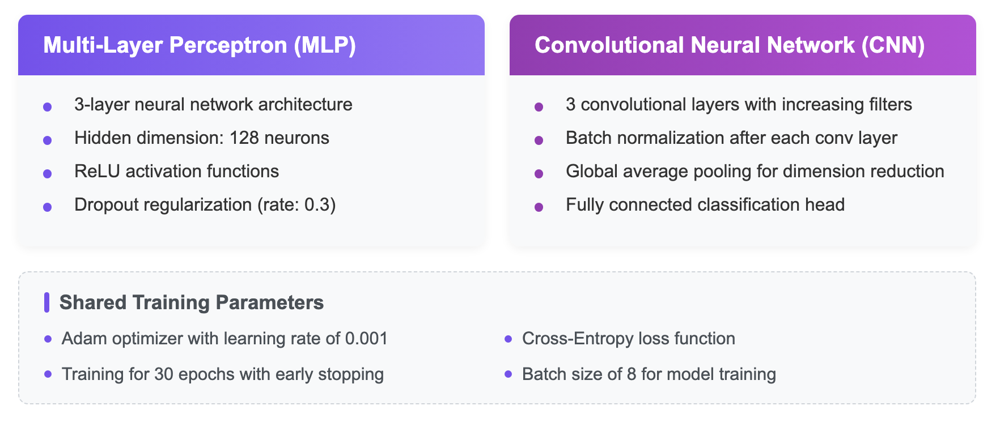 Multi-Layer Perceptron (MLP)
3-layer neural network architecture
Hidden dimension: 128 neurons
ReLU activation functions
Dropout regularization (rate: 0.3)
Convolutional Neural Network (CNN)
3 convolutional layers with increasing filters
Batch normalization after each conv layer
Global average pooling for dimension reduction
Fully connected classification head
Shared Training Parameters
Adam optimizer with learning rate of 0.001
Cross-Entropy loss function
Training for 30 epochs with early stopping
Batch size of 8 for model training